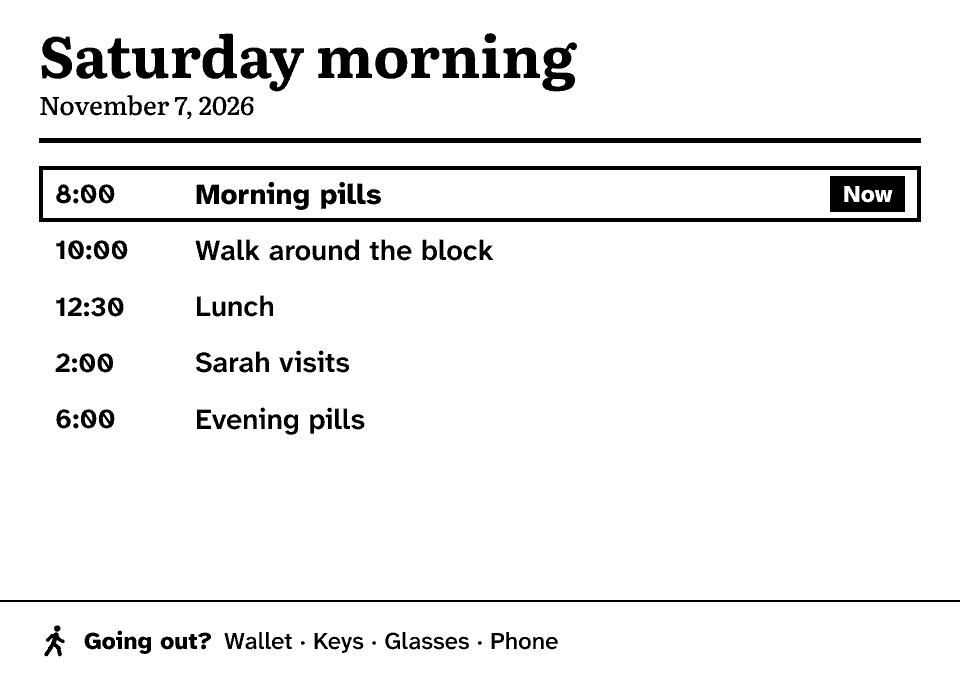 Saturday morning
November 7, 2026
8:00 Morning pills Now
10:00 Walk around the block
12:30 Lunch
2:00 Sarah visits
6:00 Evening pills
Going out? Wallet · Keys · Glasses · Phone